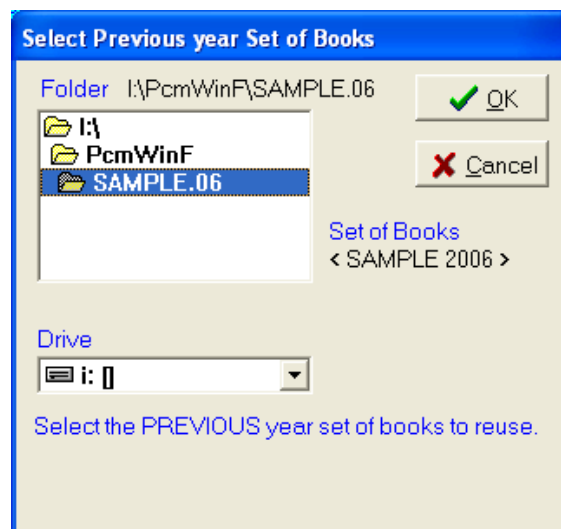 Select Previous year Set of Books
Folder I:\PcmWinF\SAMPLE.06
OK
I:\
PcmWinF
SAMPLE.06
Cancel
Set of Books
< SAMPLE 2006 >
Drive
i: []
Select the PREVIOUS year set of books to reuse.